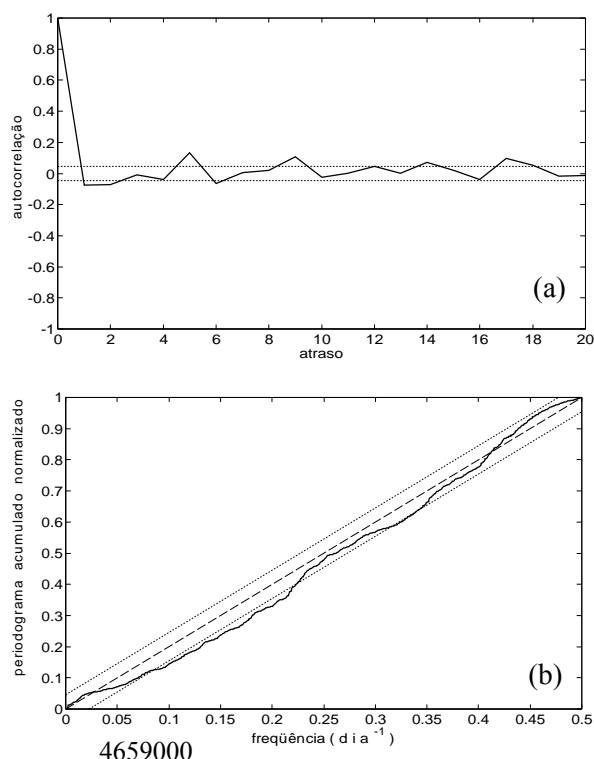 1
0.8
0.6
0.4
0.2
0
-0.2
-0.4
-0.6
-0.8
-1
autocorrelação
(a)
0 2 4 6 8 10 12 14 16 18 20
atraso
1
0.9
0.8
0.7
0.6
0.5
0.4
0.3
0.2
0.1
0
periodograma acumulado normalizado
(b)
0 0.05 0.1 0.15 0.2 0.25 0.3 0.35 0.4 0.45 0.5
freqüência ( d i a -1 )
4659000